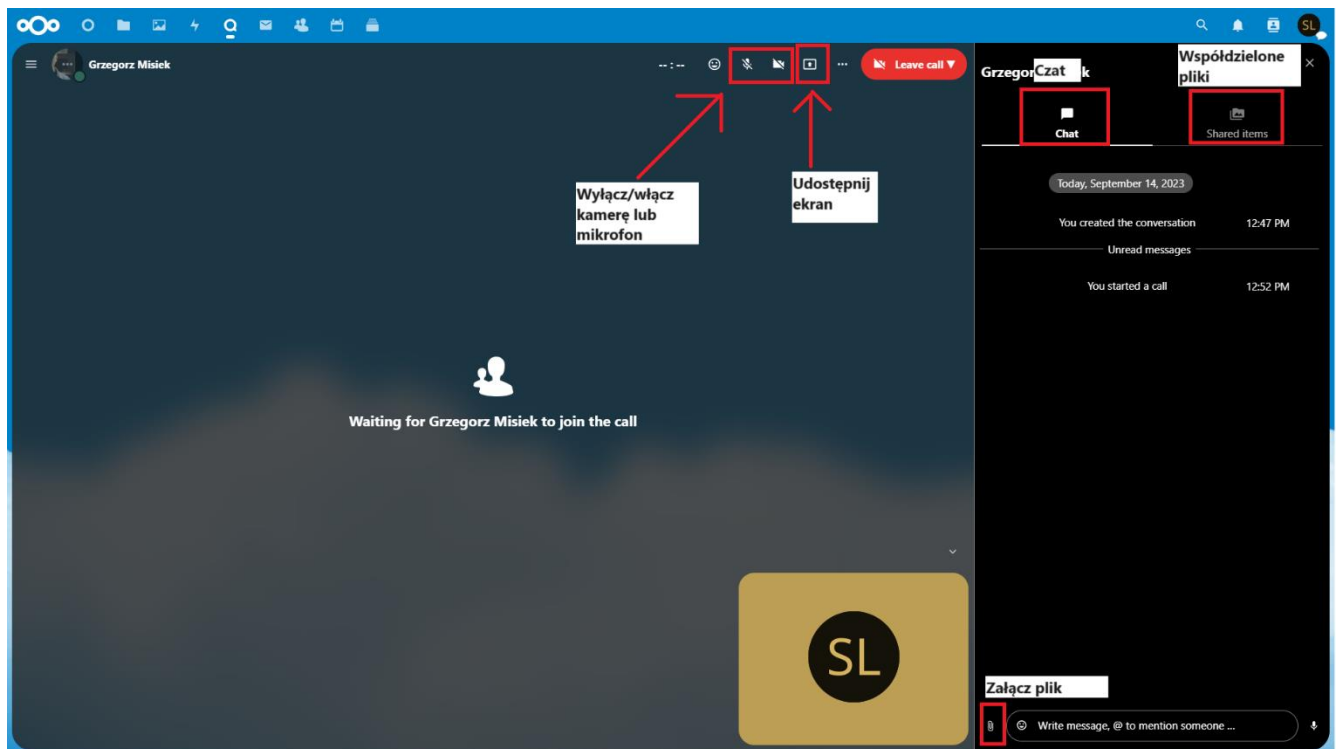 SL
Grzegorz Misiek
--:--
Leave call
Grzegor
Czat
k
Współdzielone
pliki
Chat
Shared items
Wyłącz/włącz
kamerę lub
mikrofon
Udostępnij
ekran
Today, September 14, 2023
You created the conversation 12:47 PM
Unread messages
You started a call 12:52 PM
Waiting for Grzegorz Misiek to join the call
SL
Załącz plik
Write message, @ to mention someone ...